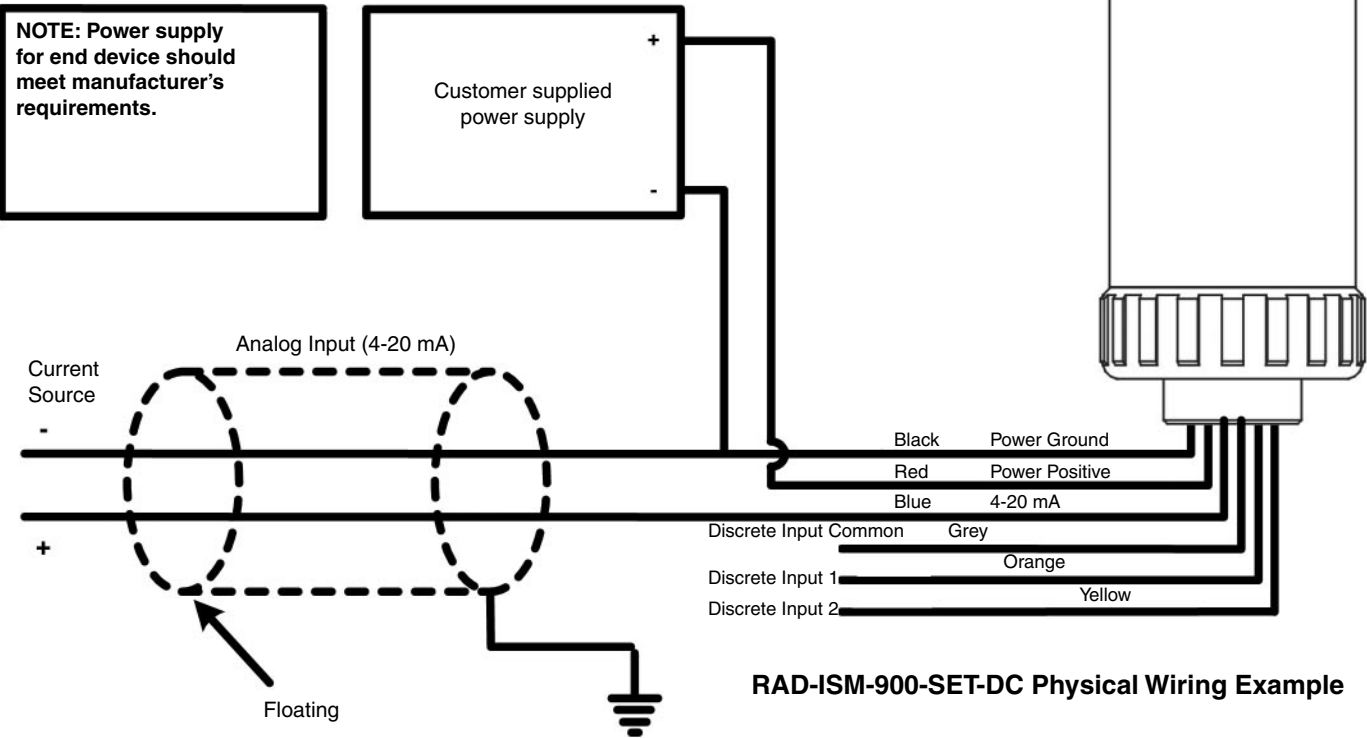 NOTE: Power supply
for end device should
meet manufacturer's
requirements.
+
Customer supplied
power supply
-
Analog Input (4-20 mA)
Current
Source
-
+
Black Power Ground
Red Power Positive
Blue 4-20 mA
Discrete Input Common Grey
Orange
Discrete Input 1
Yellow
Discrete Input 2
Floating
RAD-ISM-900-SET-DC Physical Wiring Example